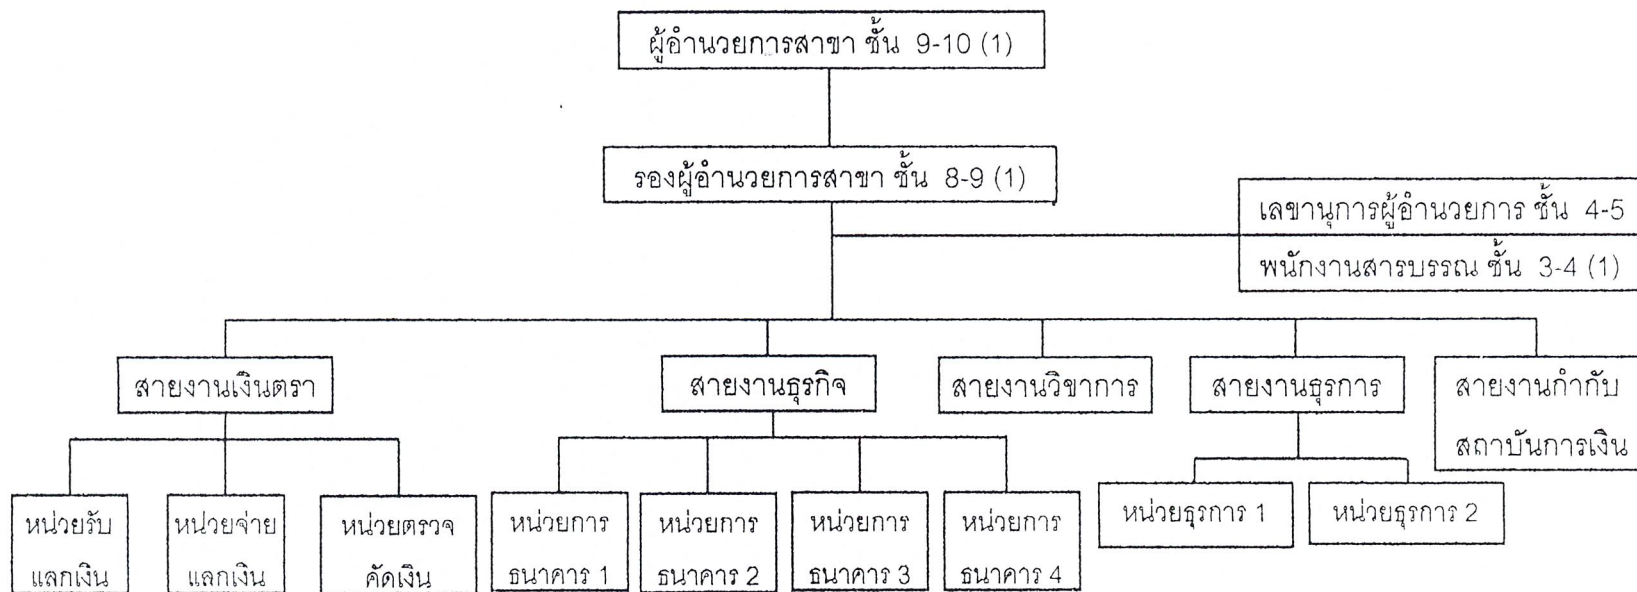 ผู้อำนวยการสาขา ชั้น 9-10 (1)
รองผู้อำนวยการสาขา ชั้น 8-9 (1)
เลขานุการผู้อำนวยการ ชั้น 4-5
พนักงานสารบรรณ ชั้น 3-4 (1)
สายงานเงินตรา
สายงานธุรกิจ
สายงานวิชาการ
สายงานธุรการ
สายงานกำกับ
สถาบันการเงิน
หน่วยรับ
แลกเงิน
หน่วยจ่าย
แลกเงิน
หน่วยตรวจ
คัดเงิน
หน่วยการ
ธนาคาร 1
หน่วยการ
ธนาคาร 2
หน่วยการ
ธนาคาร 3
หน่วยการ
ธนาคาร 4
หน่วยธุรการ 1
หน่วยธุรการ 2